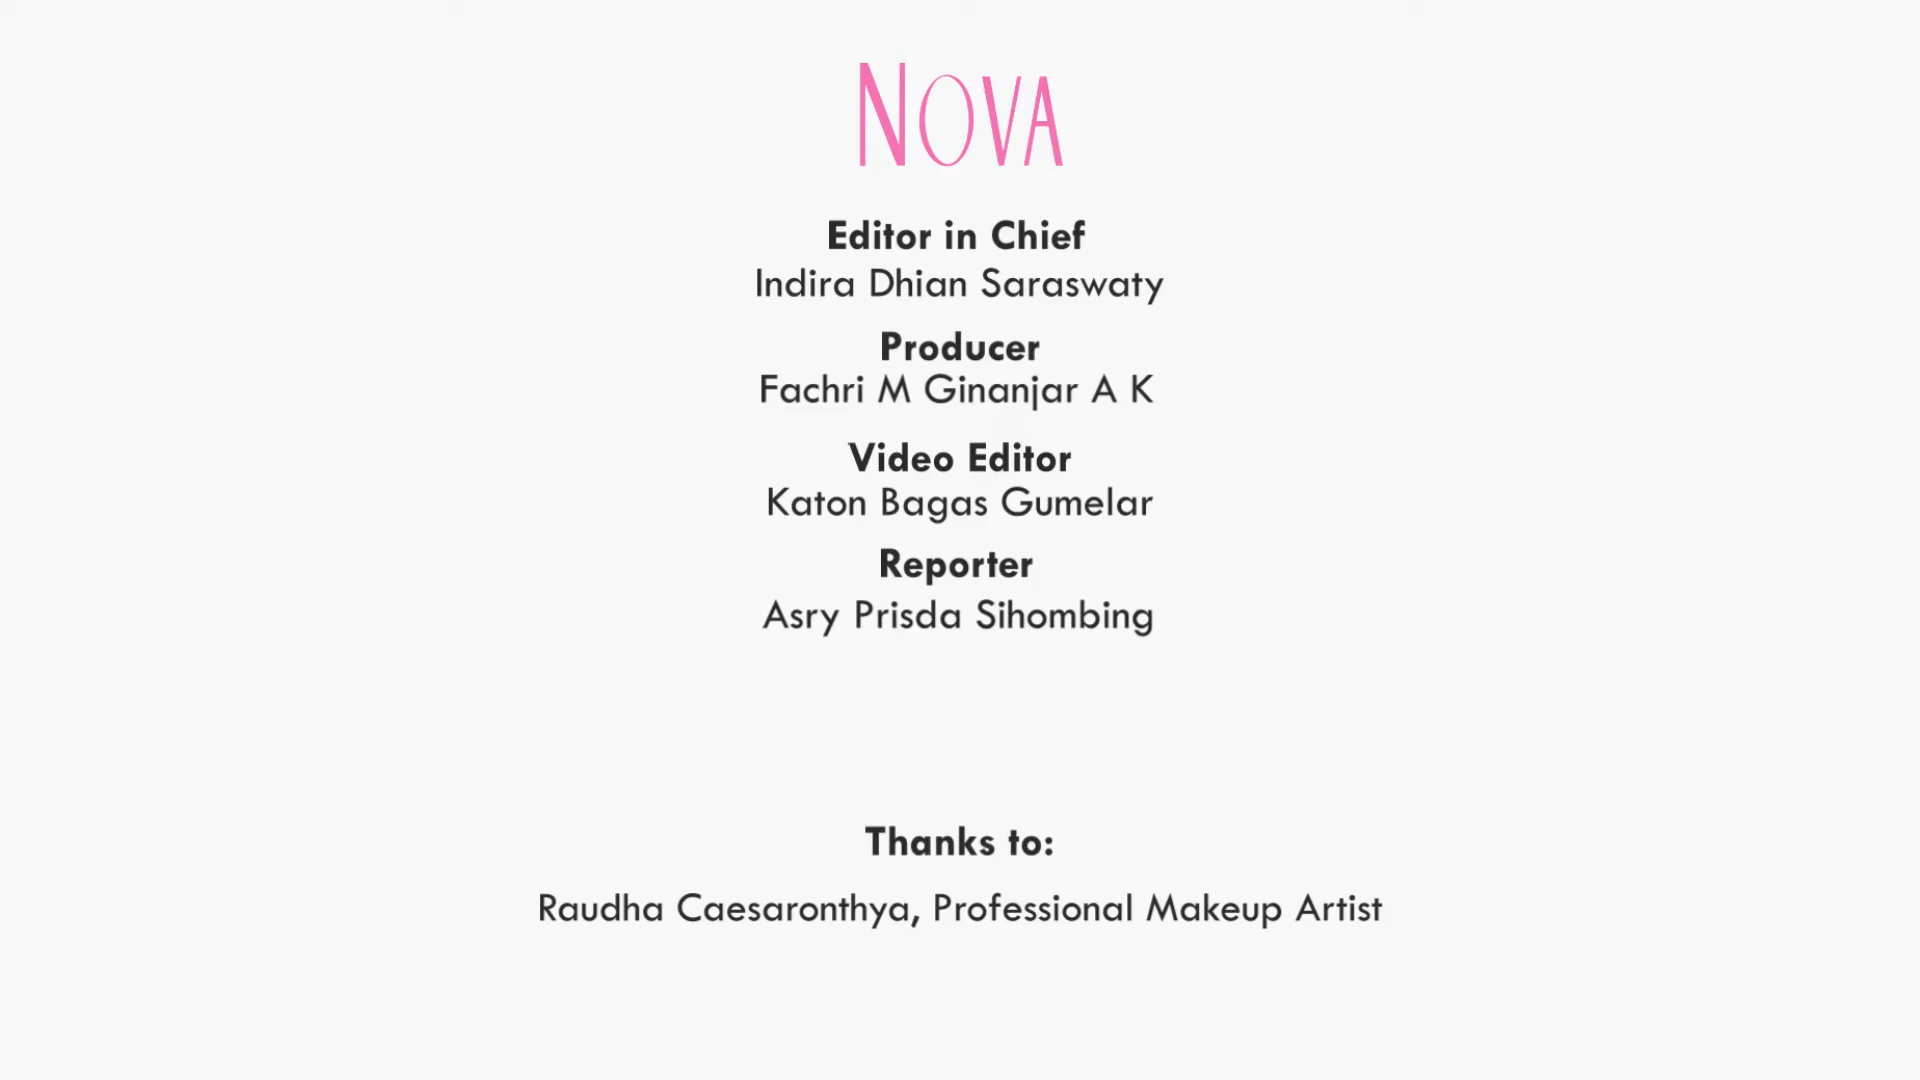 NOVA
Editor in Chief
Indira Dhian Saraswaty
Producer
Fachri M Ginanjar A K
Video Editor
Katon Bagas Gumelar
Reporter
Asry Prisda Sihombing
Thanks to:
Raudha Caesaronthya, Professional Makeup Artist